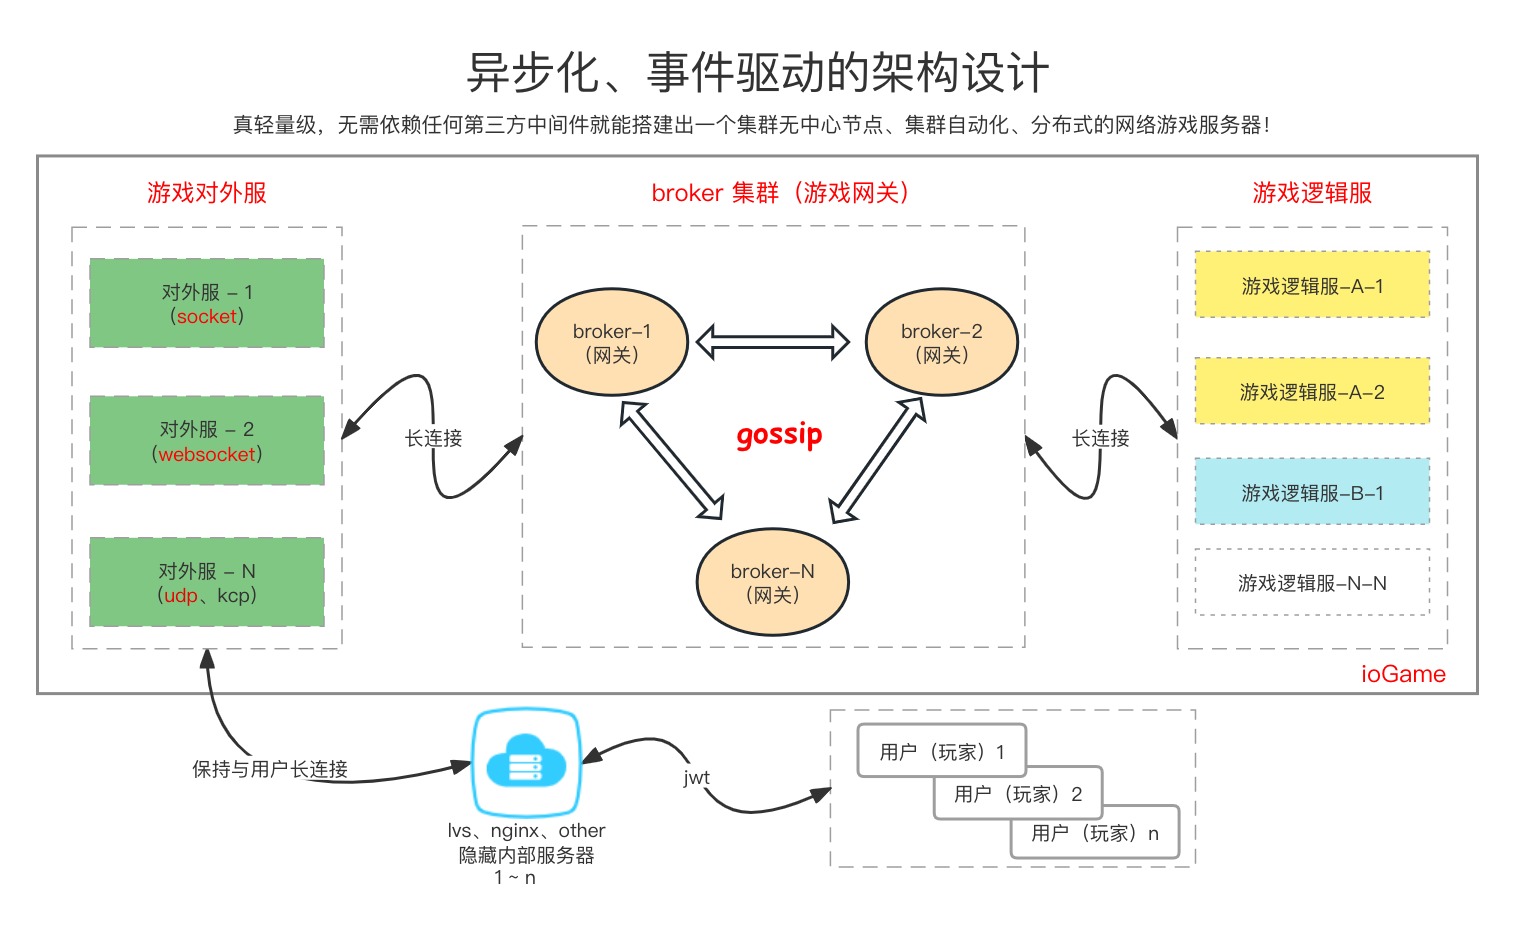 异步化、事件驱动的架构设计
真轻量级，无需依赖任何第三方中间件就能搭建出一个集群无中心节点、集群自动化、分布式的网络游戏服务器！
游戏对外服
对外服 – 1
（socket）
对外服 – 2
（websocket）
对外服 – N
（udp、kcp）
长连接
broker 集群（游戏网关）
broker–1
（网关）
broker–2
（网关）
gossip
broker–N
（网关）
长连接
游戏逻辑服
游戏逻辑服–A–1
游戏逻辑服–A–2
游戏逻辑服–B–1
游戏逻辑服–N–N
ioGame
保持与用户长连接
lvs、nginx、other
隐藏内部服务器
1 ~ n
jwt
用户（玩家）1
用户（玩家）2
用户（玩家）n